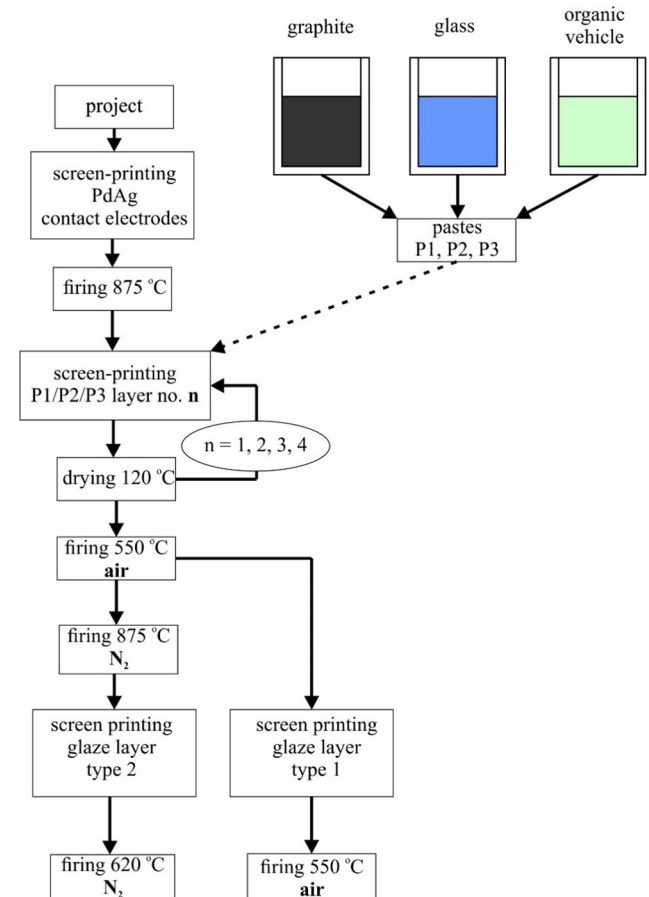 graphite
glass
organic
vehicle
project
screen-printing
PdAg
contact electrodes
pastes
P1, P2, P3
firing 875 °C
screen-printing
P1/P2/P3 layer no. n
n = 1, 2, 3, 4
drying 120 °C
firing 550 °C
air
firing 875 °C
N₂
screen printing
glaze layer
type 2
screen printing
glaze layer
type 1
firing 620 °C
N₂
firing 550 °C
air